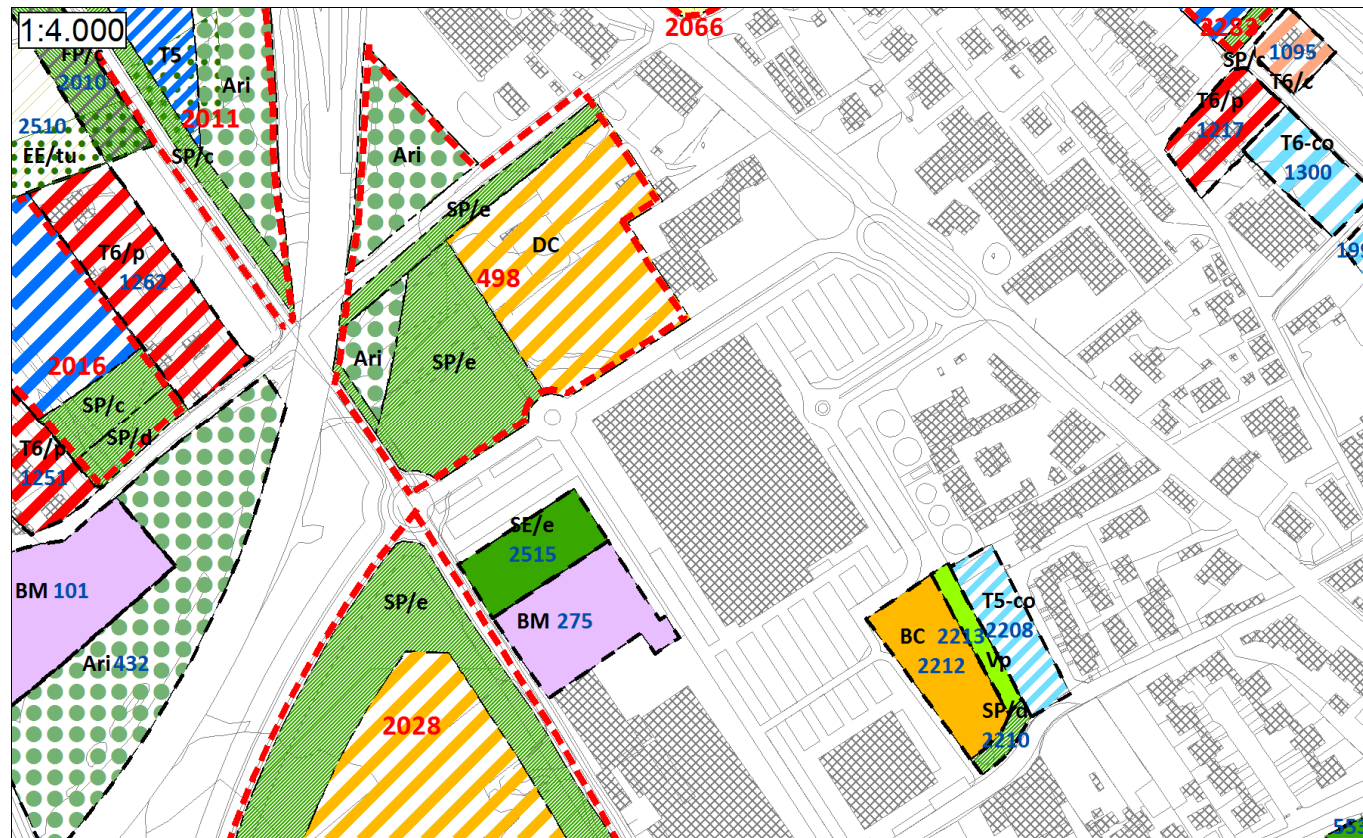 1:4.000
2066
2283
FP/c
T5
SP/c
1095
2010
Ari
T6/c
T6/p
2510
2011
1217
T6-co
EE/tu
SP/c
Ari
1300
SP/e
T6/p
DC
1262
498
2016
Ari
SP/e
SP/c
SP/d
T6/p
1251
SE/e
2515
BM 101
SP/e
T5-co
BM 275
BC 2213
2208
2212
Vp
Ari 432
SP/d
2028
2210